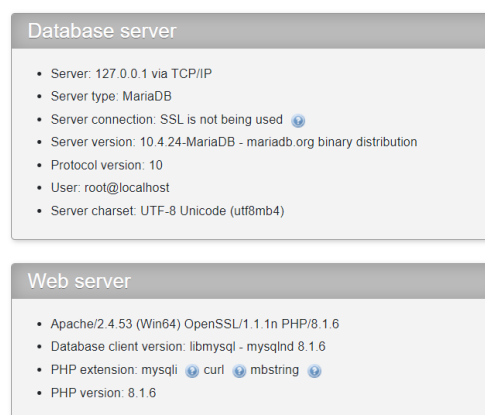 Database server
Server: 127.0.0.1 via TCP/IP
Server type: MariaDB
Server connection: SSL is not being used
Server version: 10.4.24-MariaDB - mariadb.org binary distribution
Protocol version: 10
User: root@localhost
Server charset: UTF-8 Unicode (utf8mb4)
Web server
Apache/2.4.53 (Win64) OpenSSL/1.1.1n PHP/8.1.6
Database client version: libmysql - mysqlnd 8.1.6
PHP extension: mysqli curl mbstring
PHP version: 8.1.6